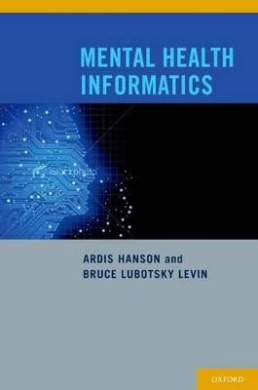 MENTAL HEALTH
INFORMATICS
ARDIS HANSON and
BRUCE LUBOTSKY LEVIN
OXFORD